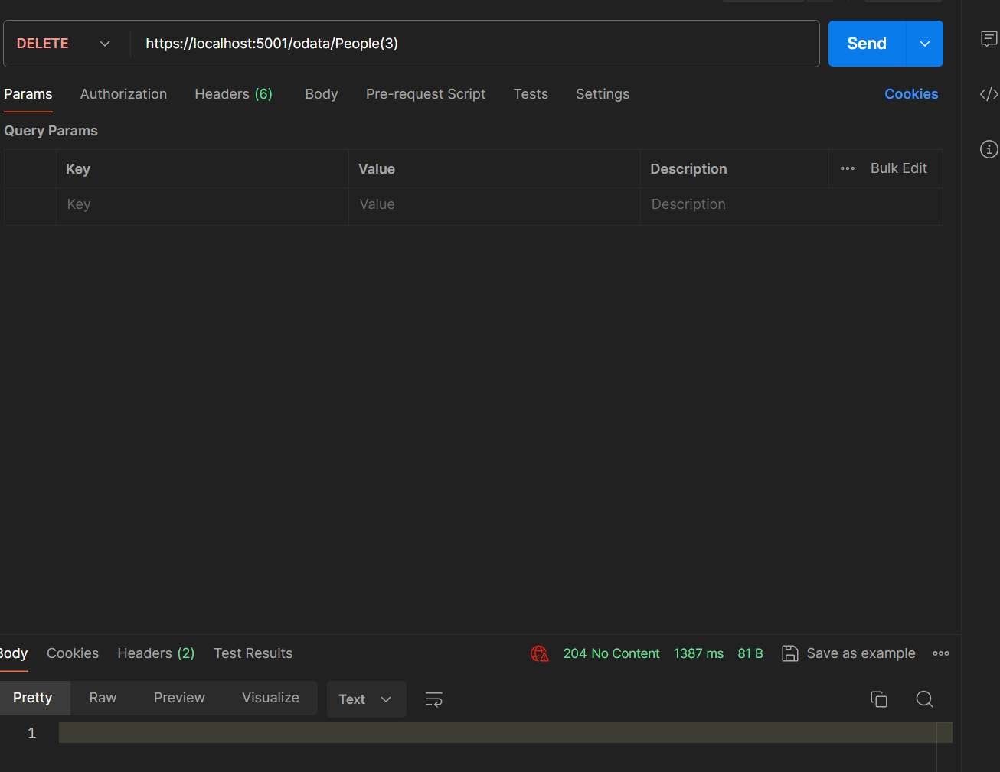 DELETE https://localhost:5001/odata/People(3) Send
Params Authorization Headers (6) Body Pre-request Script Tests Settings Cookies
Query Params
Key Value Description Bulk Edit
Key Value Description
Body Cookies Headers (2) Test Results 204 No Content 1387 ms 81 B Save as example
Pretty Raw Preview Visualize Text
1